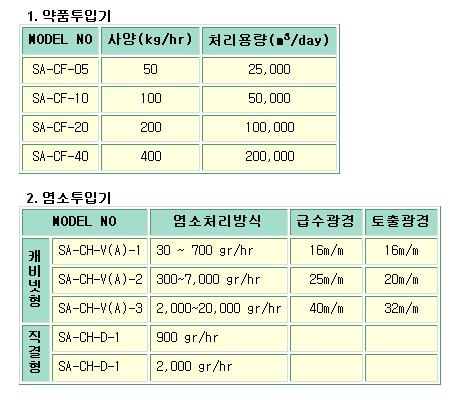 1. 약품투입기
MODEL NO 사양(kg/hr) 처리용량(m³/day)
SA-CF-05 50 25,000
SA-CF-10 100 50,000
SA-CF-20 200 100,000
SA-CF-40 400 200,000
2. 염소투입기
MODEL NO 염소처리방식 급수광경 토출광경
캐비넷형 SA-CH-V(A)-1 30 ~ 700 gr/hr 16m/m 16m/m
SA-CH-V(A)-2 300~7,000 gr/hr 25m/m 20m/m
SA-CH-V(A)-3 2,000~20,000 gr/hr 40m/m 32m/m
직결형 SA-CH-D-1 900 gr/hr
SA-CH-D-1 2,000 gr/hr